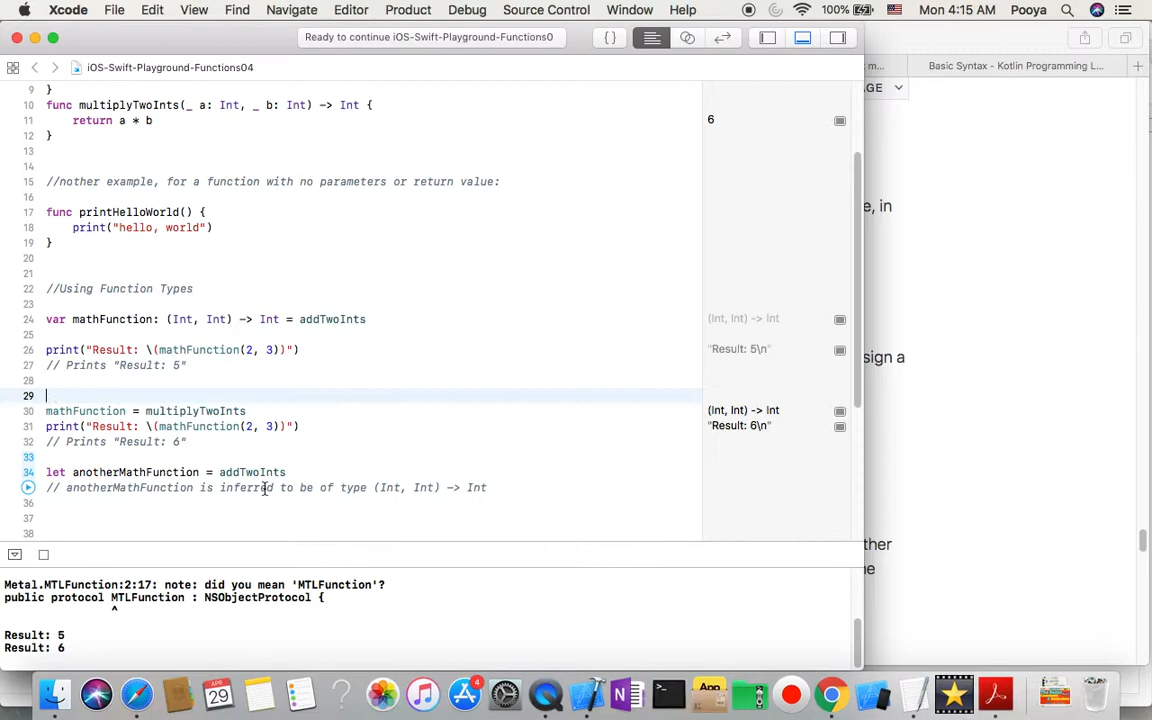 Xcode File Edit View Find Navigate Editor Product Debug Source Control Window Help 100% Mon 4:15 AM Pooya
Ready to continue iOS-Swift-Playground-Functions0
iOS-Swift-Playground-Functions04
m...
Basic Syntax - Kotlin Programming L...
AGE
9 }
10 func multiplyTwoInts(_ a: Int, _ b: Int) -> Int {
11 return a * b
6
12 }
13
14
15 //nother example, for a function with no parameters or return value:
16
17 func printHelloWorld() {
18 print("hello, world")
19 }
20
21
22 //Using Function Types
23
24 var mathFunction: (Int, Int) -> Int = addTwoInts
(Int, Int) -> Int
25
26 print("Result: \(mathFunction(2, 3))")
"Result: 5\n"
27 // Prints "Result: 5"
28
29
30 mathFunction = multiplyTwoInts
(Int, Int) -> Int
31 print("Result: \(mathFunction(2, 3))")
"Result: 6\n"
32 // Prints "Result: 6"
33
34 let anotherMathFunction = addTwoInts
// anotherMathFunction is inferred to be of type (Int, Int) -> Int
36
37
38
e, in
sign a
ther
ne
Metal.MTLFunction:2:17: note: did you mean 'MTLFunction'?
public protocol MTLFunction : NSObjectProtocol {
^
Result: 5
Result: 6
APR
29
4
App